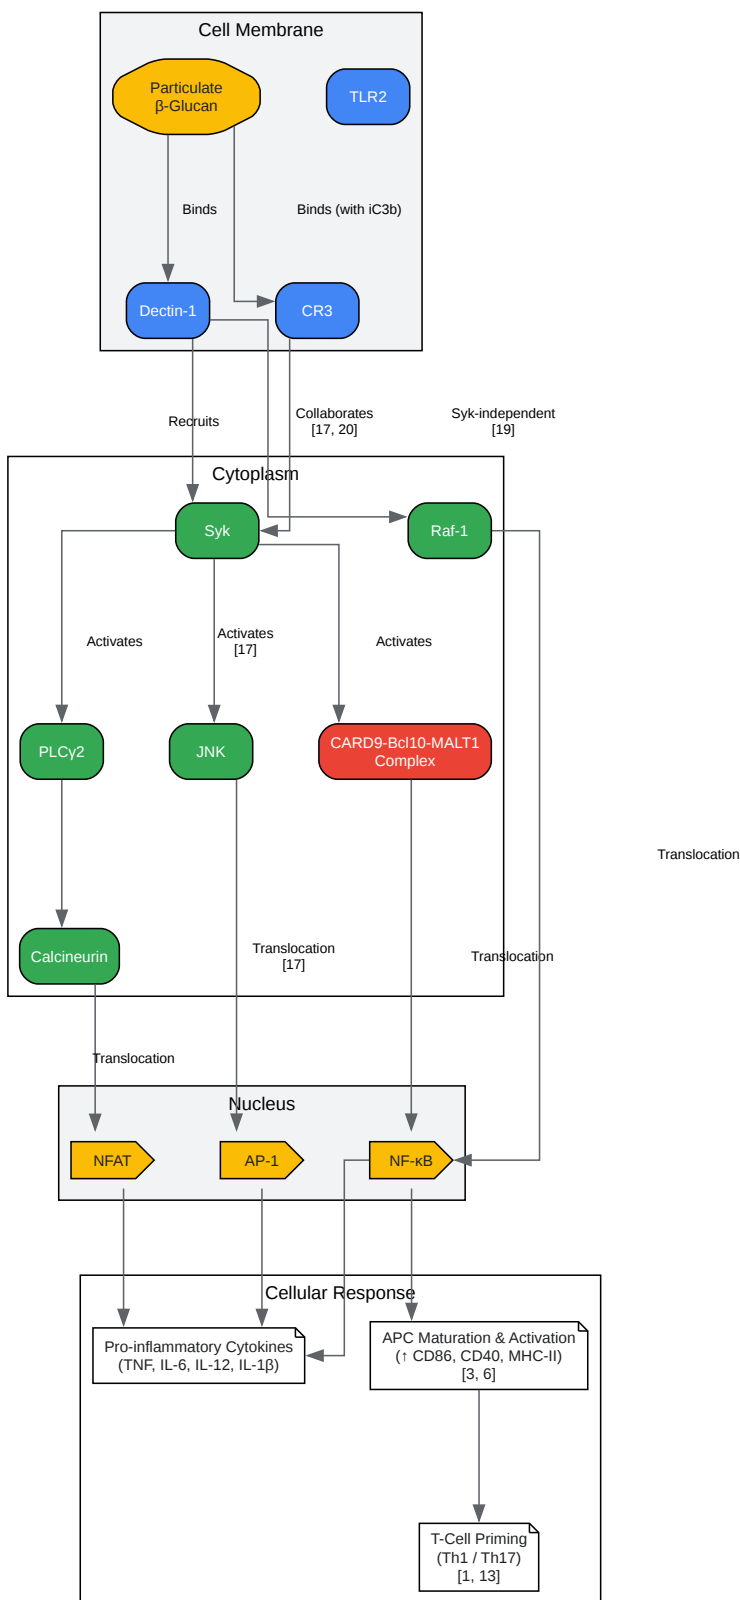 Cell Membrane
Particulate
β-Glucan
TLR2
Binds
Binds (with iC3b)
Dectin-1
CR3
Recruits
Collaborates
[17, 20]
Syk-independent
[19]
Cytoplasm
Syk
Raf-1
Activates
Activates
[17]
Activates
PLCγ2
JNK
CARD9-Bcl10-MALT1
Complex
Translocation
Calcineurin
Translocation
[17]
Translocation
Translocation
Nucleus
NFAT
AP-1
NF-κB
Cellular Response
Pro-inflammatory Cytokines
(TNF, IL-6, IL-12, IL-1β)
APC Maturation & Activation
(↑ CD86, CD40, MHC-II)
[3, 6]
T-Cell Priming
(Th1 / Th17)
[1, 13]